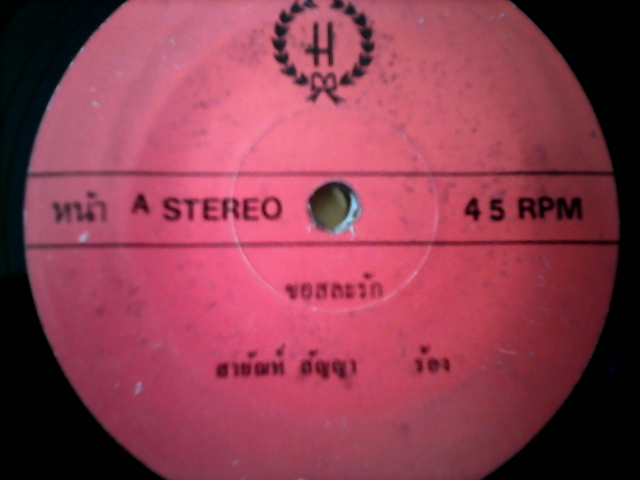 H
หน้า A STEREO 45 RPM
ขอสละรัก
สายัณห์ สัญญา ร้อง